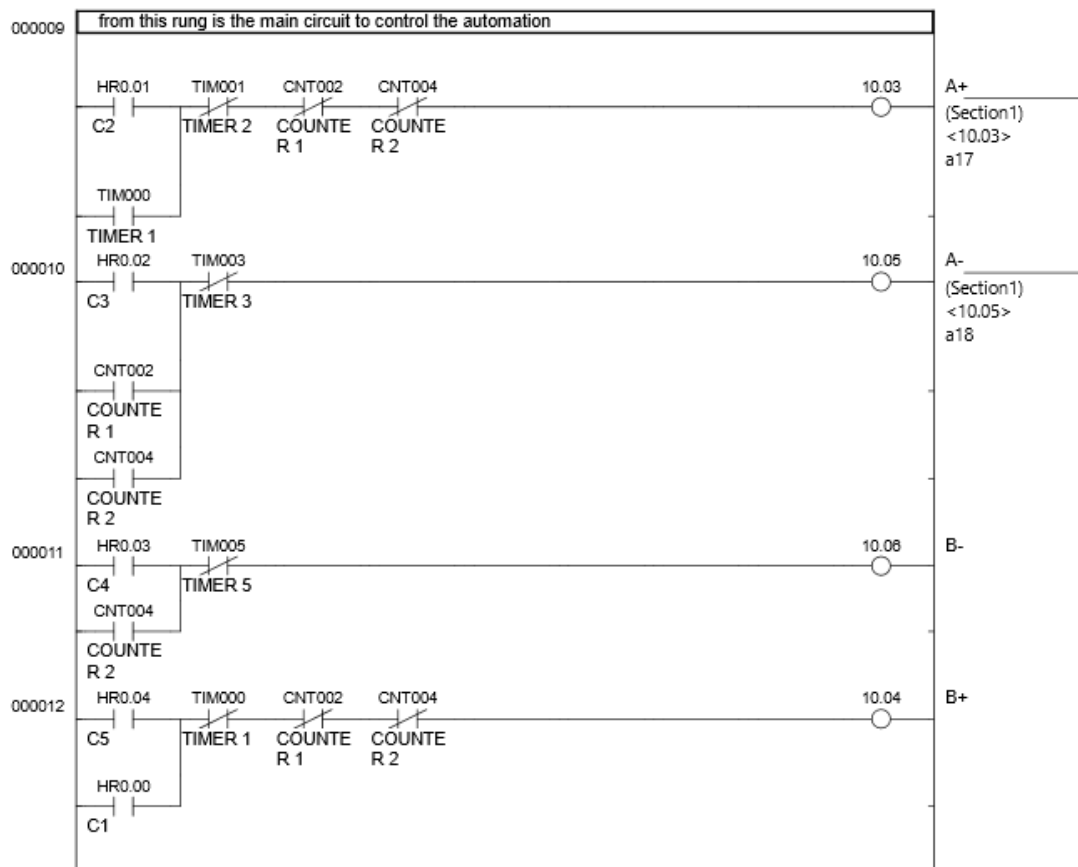 000009
from this rung is the main circuit to control the automation
HR0.01 TIM001 CNT002 CNT004 10.03 A+
C2 TIMER 2 COUNTE COUNTE (Section1)
R 1 R 2 <10.03>
a17
TIM000
TIMER 1
000010 HR0.02 TIM003 10.05 A-
C3 TIMER 3 (Section1)
<10.05>
a18
CNT002
COUNTE
R 1
CNT004
COUNTE
R 2
000011 HR0.03 TIM005 10.06 B-
C4 TIMER 5
CNT004
COUNTE
R 2
000012 HR0.04 TIM000 CNT002 CNT004 10.04 B+
C5 TIMER 1 COUNTE COUNTE
R 1 R 2
HR0.00
C1